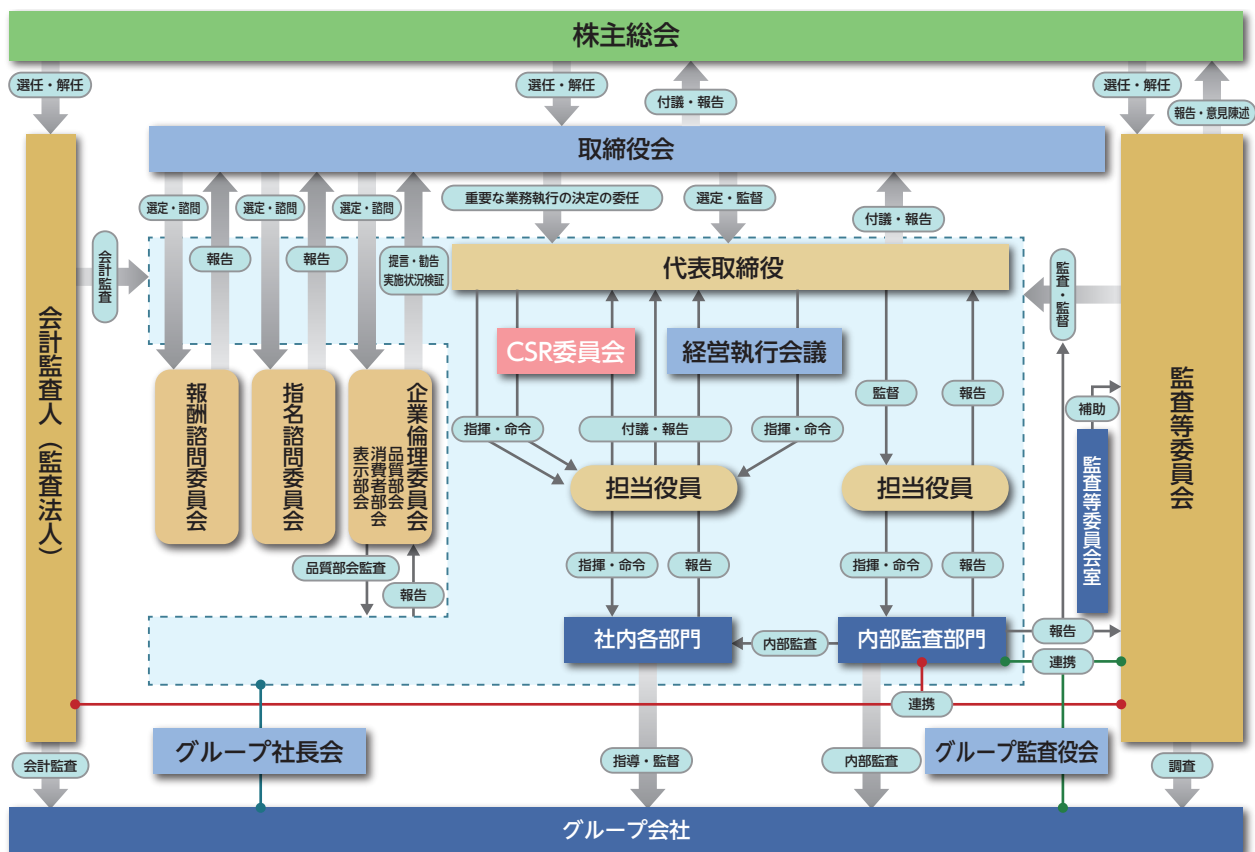 株主総会
選任・解任
選任・解任
付議・報告
選任・解任
報告・意見陳述
取締役会
選定・諮問
報告
選定・諮問
報告
選定・諮問
提言・勧告
実施状況検証
重要な業務執行の決定の委任
選定・監督
付議・報告
会計監査
監査・監督
代表取締役
会計監査人（監査法人）
CSR委員会
経営執行会議
監査等委員会
報酬諮問委員会
指名諮問委員会
企業倫理委員会
品質部会
消費者部会
表示部会
指揮・命令
付議・報告
指揮・命令
監督
報告
補助
監査等委員会室
担当役員
担当役員
品質部会監査
報告
指揮・命令
報告
指揮・命令
報告
社内各部門
内部監査
内部監査部門
報告
連携
連携
グループ社長会
グループ監査役会
会計監査
指導・監督
内部監査
調査
グループ会社